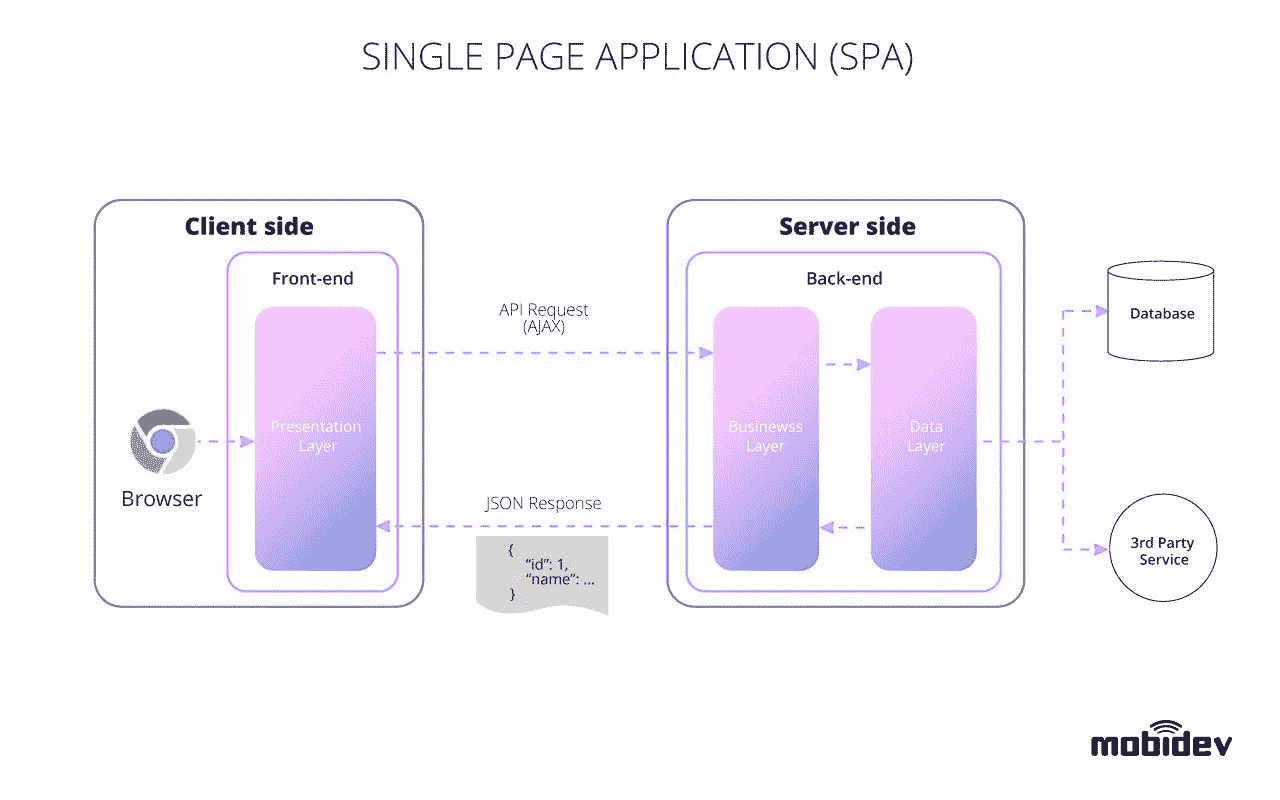 SINGLE PAGE APPLICATION (SPA)
Client side
Front-end
Presentation
Layer
Browser
API Request
(AJAX)
JSON Response
{
“id”: 1,
“name”: ...
}
Server side
Back-end
Businewss
Layer
Data
Layer
Database
3rd Party
Service
mobidev